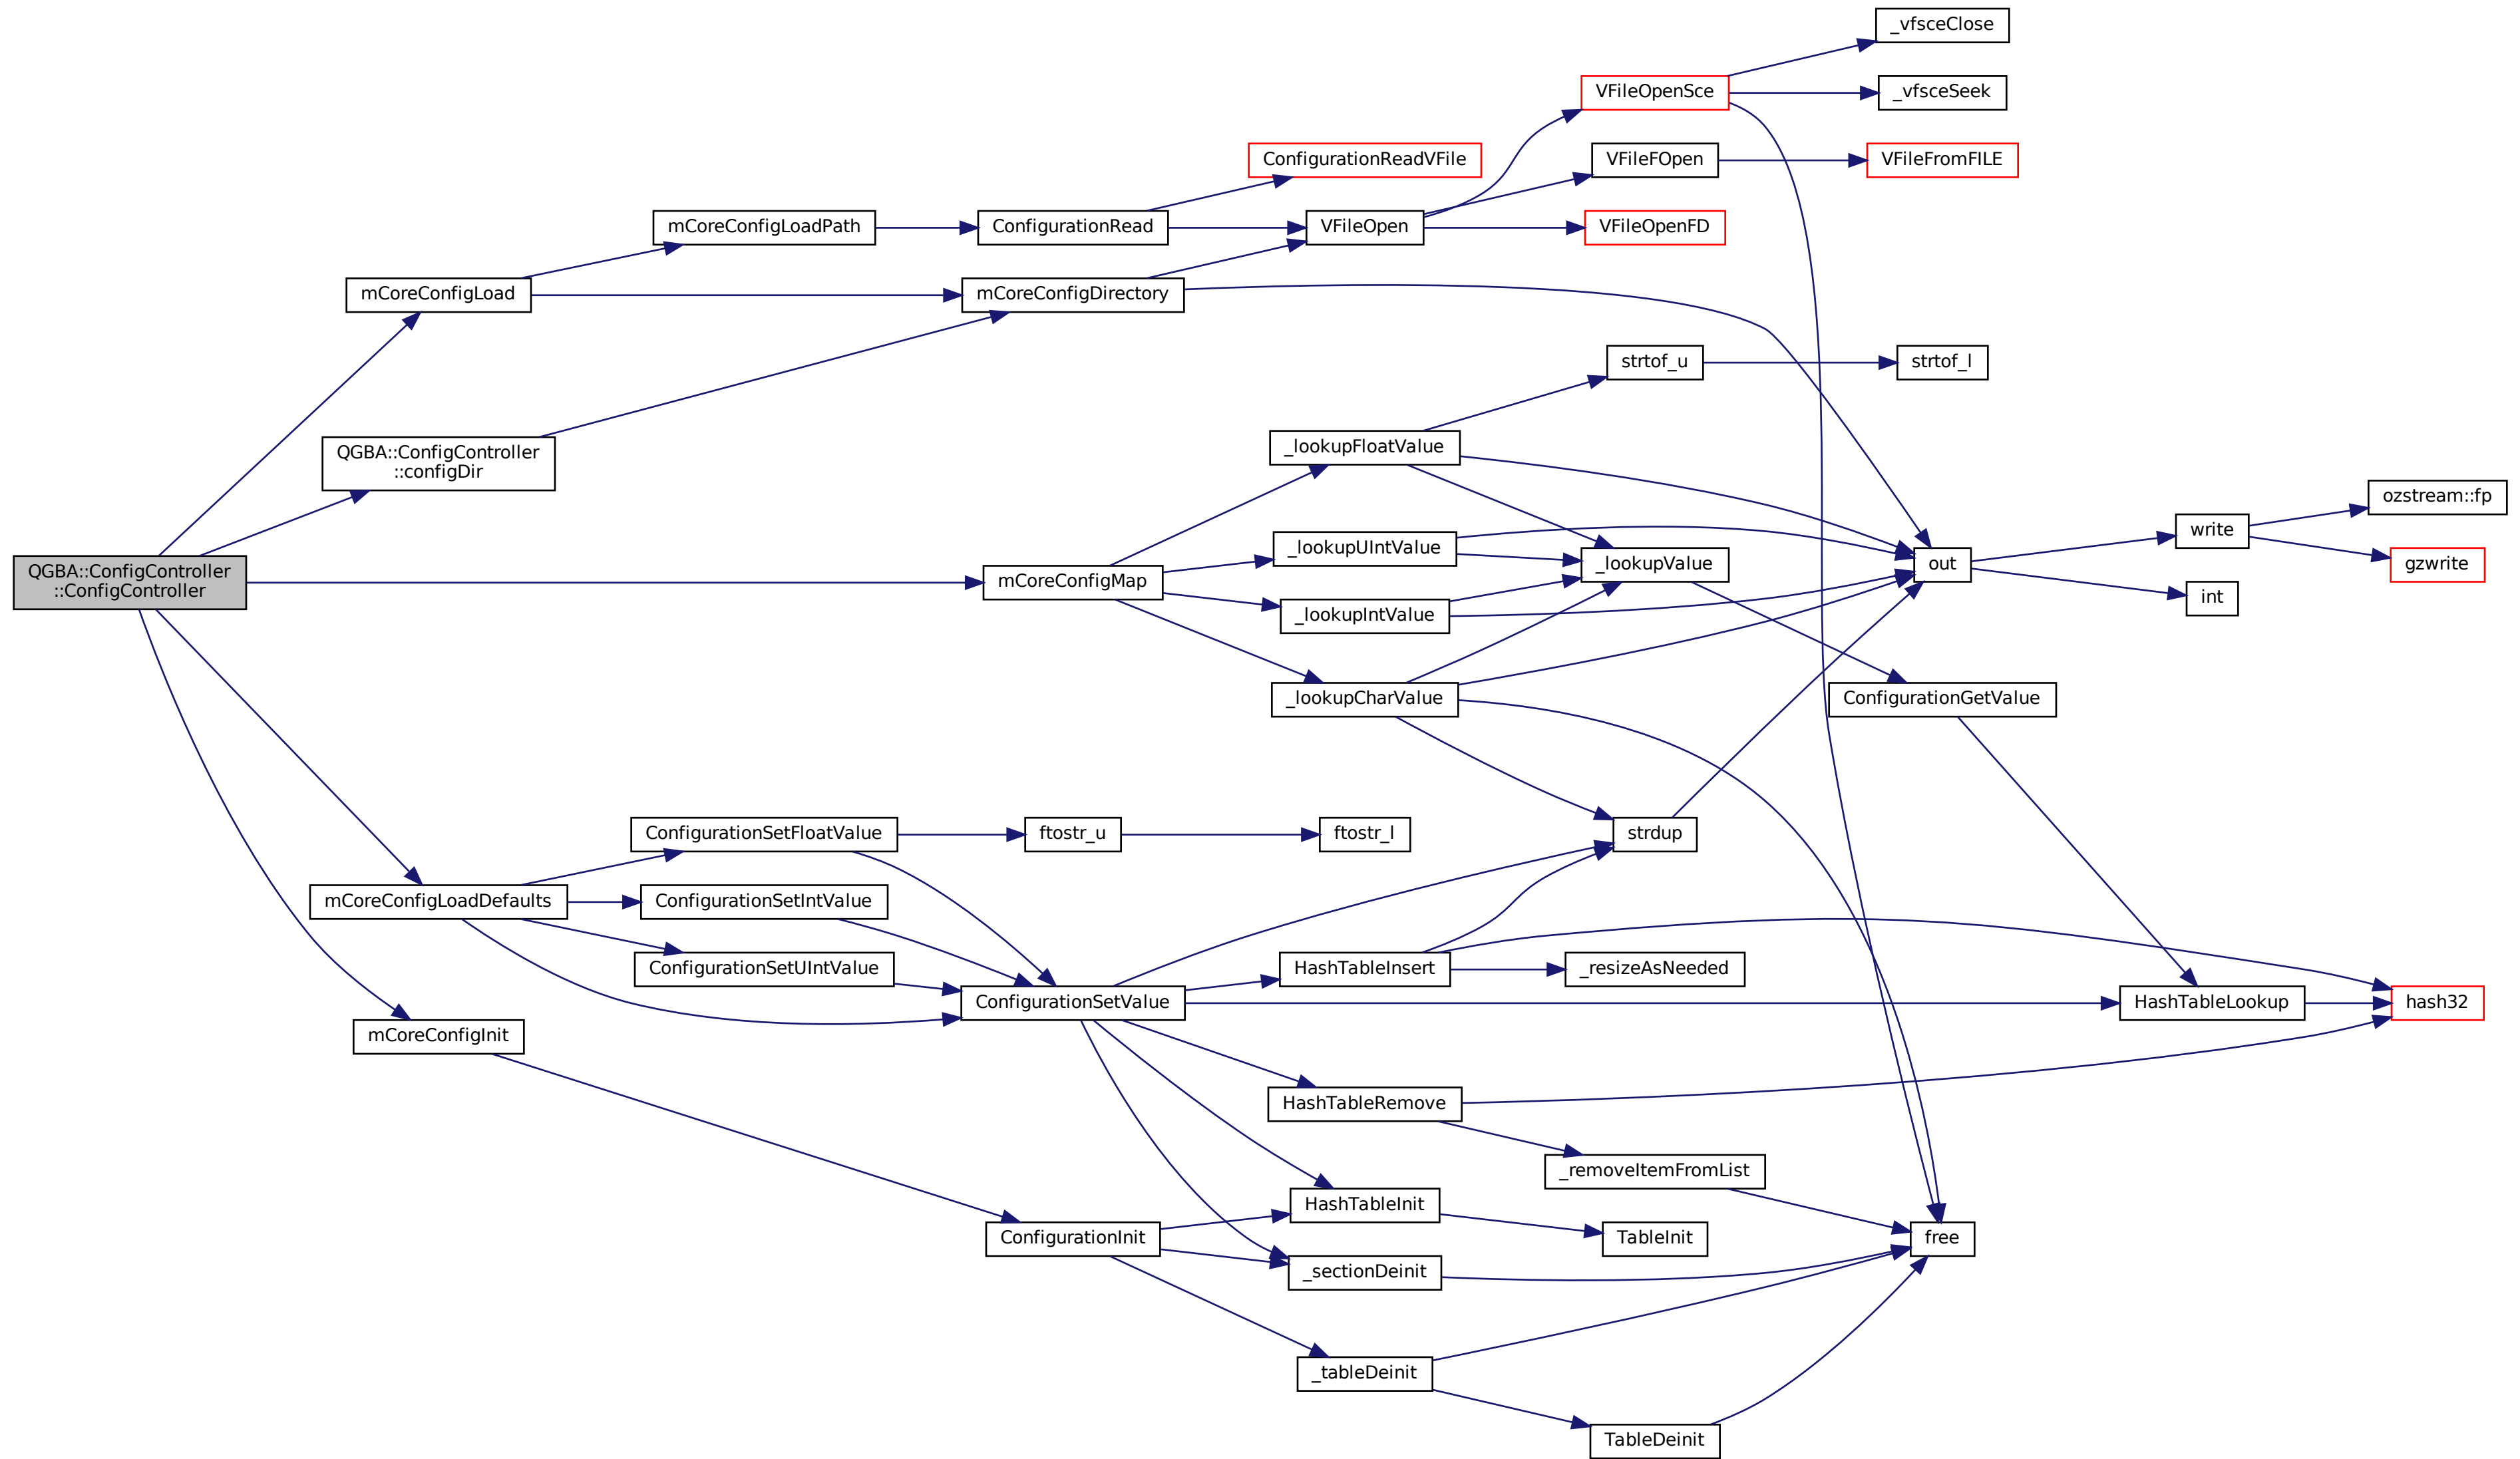 _vfsceClose
VFileOpenSce
_vfsceSeek
ConfigurationReadVFile
VFileFOpen
VFileFromFILE
mCoreConfigLoadPath
ConfigurationRead
VFileOpen
VFileOpenFD
mCoreConfigLoad
mCoreConfigDirectory
strtof_u
strtof_l
QGBA::ConfigController
::configDir
_lookupFloatValue
ozstream::fp
write
QGBA::ConfigController
::ConfigController
mCoreConfigMap
_lookupUIntValue
_lookupValue
out
gzwrite
int
_lookupIntValue
_lookupCharValue
ConfigurationGetValue
ConfigurationSetFloatValue
ftostr_u
ftostr_l
strdup
mCoreConfigLoadDefaults
ConfigurationSetIntValue
ConfigurationSetUIntValue
HashTableInsert
_resizeAsNeeded
ConfigurationSetValue
HashTableLookup
hash32
mCoreConfigInit
HashTableRemove
_removeItemFromList
HashTableInit
ConfigurationInit
TableInit
free
_sectionDeinit
_tableDeinit
TableDeinit